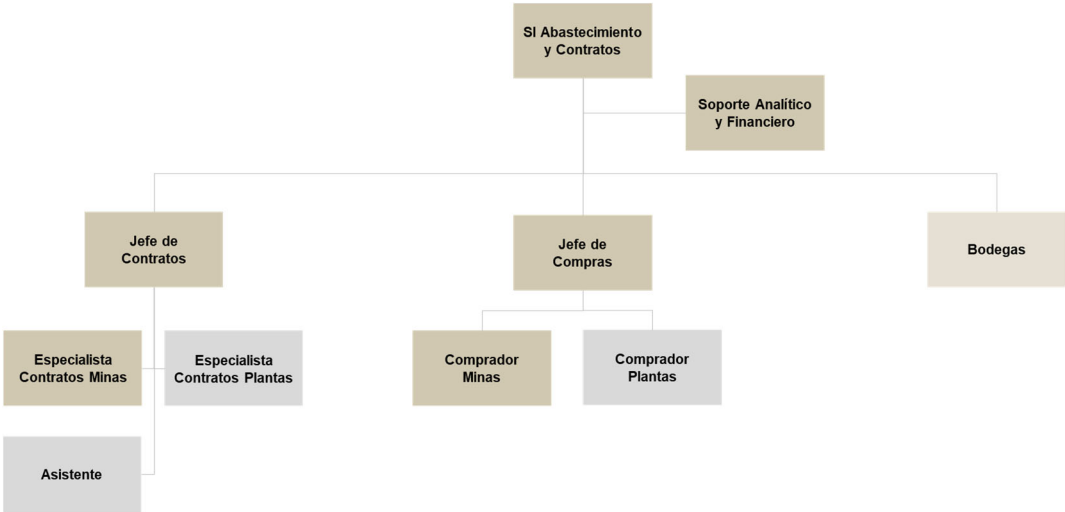 SI Abastecimiento
y Contratos
Soporte Analítico
y Financiero
Jefe de
Contratos
Jefe de
Compras
Bodegas
Especialista
Contratos Minas
Especialista
Contratos Plantas
Comprador
Minas
Comprador
Plantas
Asistente